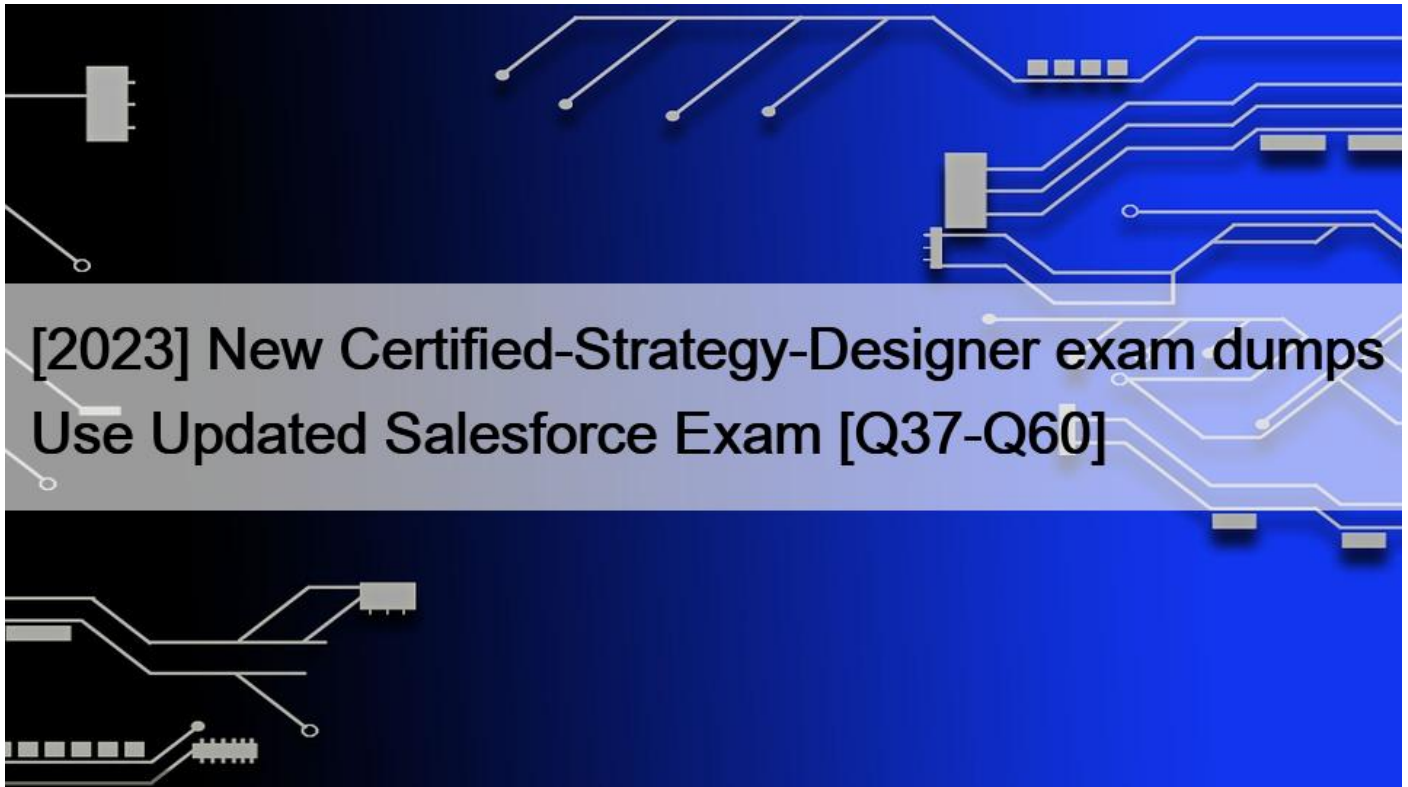 [2023] New Certified-Strategy-Designer exam dumps
Use Updated Salesforce Exam [Q37-Q60]